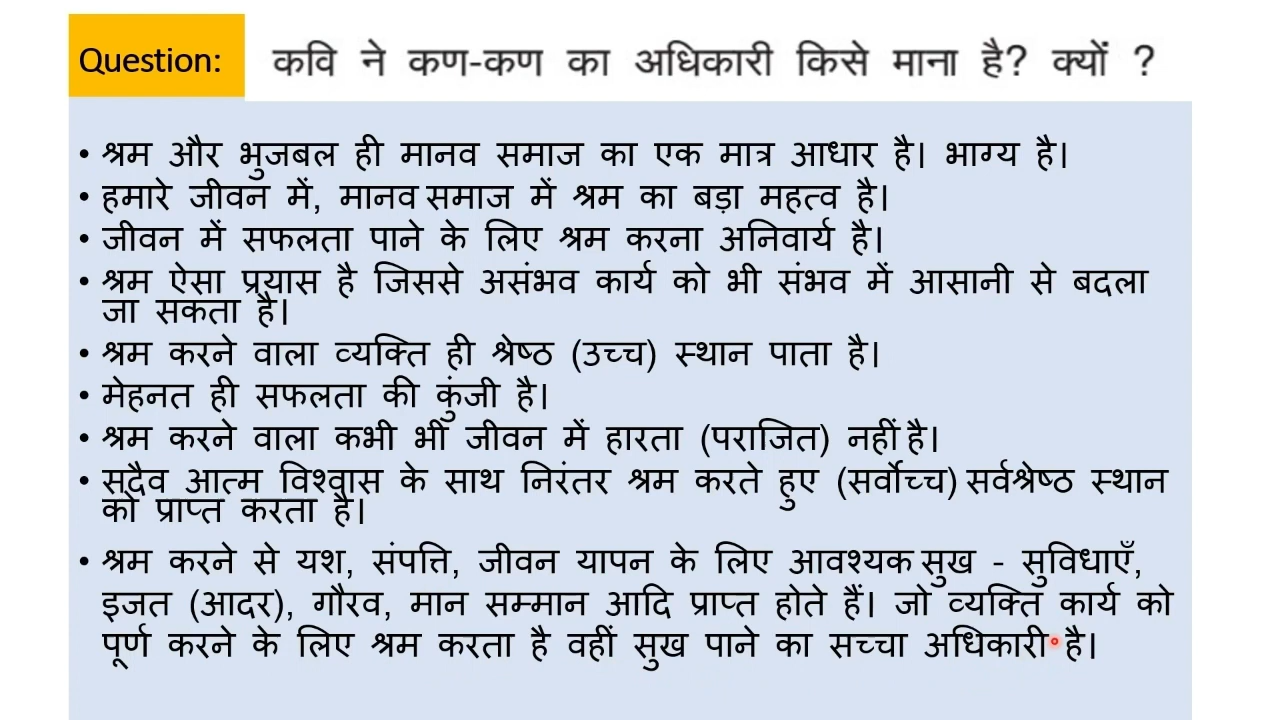 Question: कवि ने कण-कण का अधिकारी किसे माना है? क्यों ?
• श्रम और भुजबल ही मानव समाज का एक मात्र आधार है। भाग्य है।
• हमारे जीवन में, मानव समाज में श्रम का बड़ा महत्व है।
• जीवन में सफलता पाने के लिए श्रम करना अनिवार्य है।
• श्रम ऐसा प्रयास है जिससे असंभव कार्य को भी संभव में आसानी से बदला
जा सकता है।
• श्रम करने वाला व्यक्ति ही श्रेष्ठ (उच्च) स्थान पाता है।
• मेहनत ही सफलता की कुंजी है।
• श्रम करने वाला कभी भी जीवन में हारता (पराजित) नहीं है।
• सदैव आत्म विश्वास के साथ निरंतर श्रम करते हुए (सर्वोच्च) सर्वश्रेष्ठ स्थान
को प्राप्त करता है।
• श्रम करने से यश, संपत्ति, जीवन यापन के लिए आवश्यक सुख - सुविधाएँ,
इजत (आदर), गौरव, मान सम्मान आदि प्राप्त होते हैं। जो व्यक्ति कार्य को
पूर्ण करने के लिए श्रम करता है वहीं सुख पाने का सच्चा अधिकारी है।